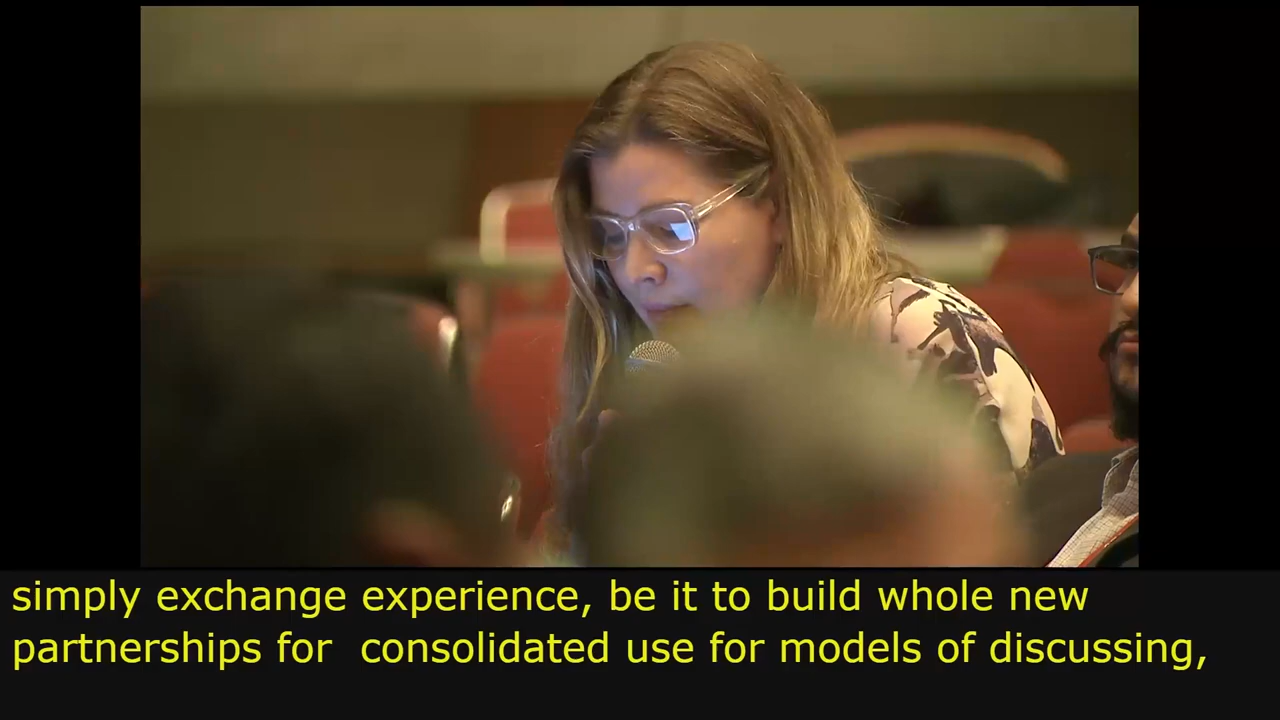 simply exchange experience, be it to build whole new
partnerships for  consolidated use for models of discussing,